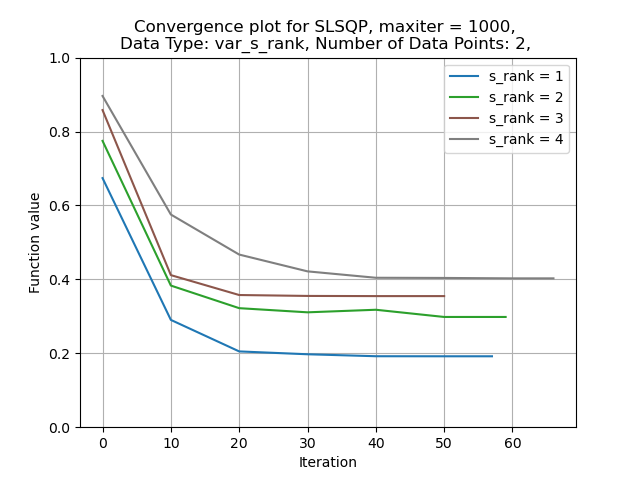 Convergence plot for SLSQP, maxiter = 1000,
Data Type: var_s_rank, Number of Data Points: 2,
1.0
0.8
0.6
0.4
0.2
0.0
Function value
s_rank = 1
s_rank = 2
s_rank = 3
s_rank = 4
0 10 20 30 40 50 60
Iteration